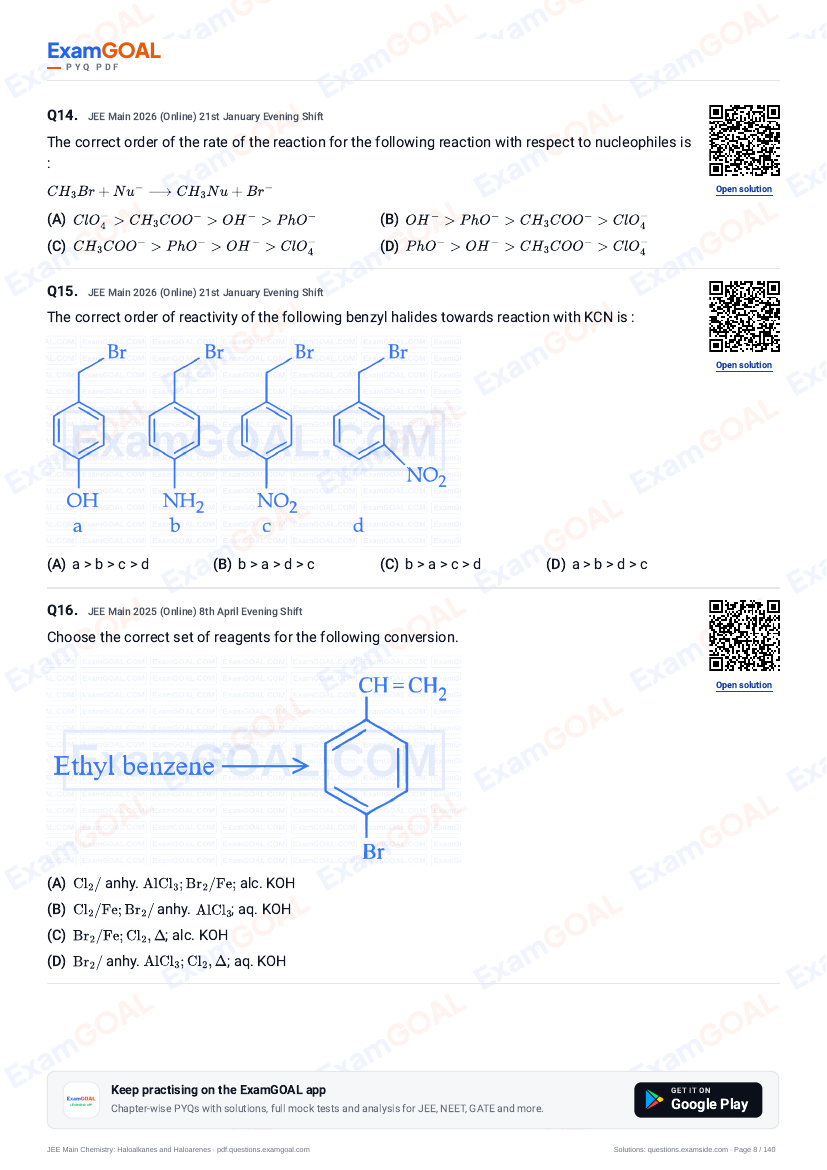 ExamGOAL
PYQ PDF
Q14. JEE Main 2026 (Online) 21st January Evening Shift
The correct order of the rate of the reaction for the following reaction with respect to nucleophiles is
:
CH₃Br + Nu⁻ ⟶ CH₃Nu + Br⁻
(A) ClO₄⁻ > CH₃COO⁻ > OH⁻ > PhO⁻
(B) OH⁻ > PhO⁻ > CH₃COO⁻ > ClO₄⁻
(C) CH₃COO⁻ > PhO⁻ > OH⁻ > ClO₄⁻
(D) PhO⁻ > OH⁻ > CH₃COO⁻ > ClO₄⁻
Open solution
Q15. JEE Main 2026 (Online) 21st January Evening Shift
The correct order of reactivity of the following benzyl halides towards reaction with KCN is :
Open solution
Br Br Br Br
NO₂
OH NH₂ NO₂
a b c d
(A) a > b > c > d
(B) b > a > d > c
(C) b > a > c > d
(D) a > b > d > c
Q16. JEE Main 2025 (Online) 8th April Evening Shift
Choose the correct set of reagents for the following conversion.
Open solution
CH = CH₂
Ethyl benzene
Br
ExamGOAL.COM
(A) Cl₂/ anhy. AlCl₃; Br₂/Fe; alc. KOH
(B) Cl₂/Fe; Br₂/ anhy. AlCl₃; aq. KOH
(C) Br₂/Fe; Cl₂, Δ; alc. KOH
(D) Br₂/ anhy. AlCl₃; Cl₂, Δ; aq. KOH
ExamGOAL
Keep practising on the ExamGOAL app
Chapter-wise PYQs with solutions, full mock tests and analysis for JEE, NEET, GATE and more.
GET IT ON
Google Play
JEE Main Chemistry: Haloalkanes and Haloarenes · pdf.questions.examgoal.com
Solutions: questions.examside.com · Page 8 / 140